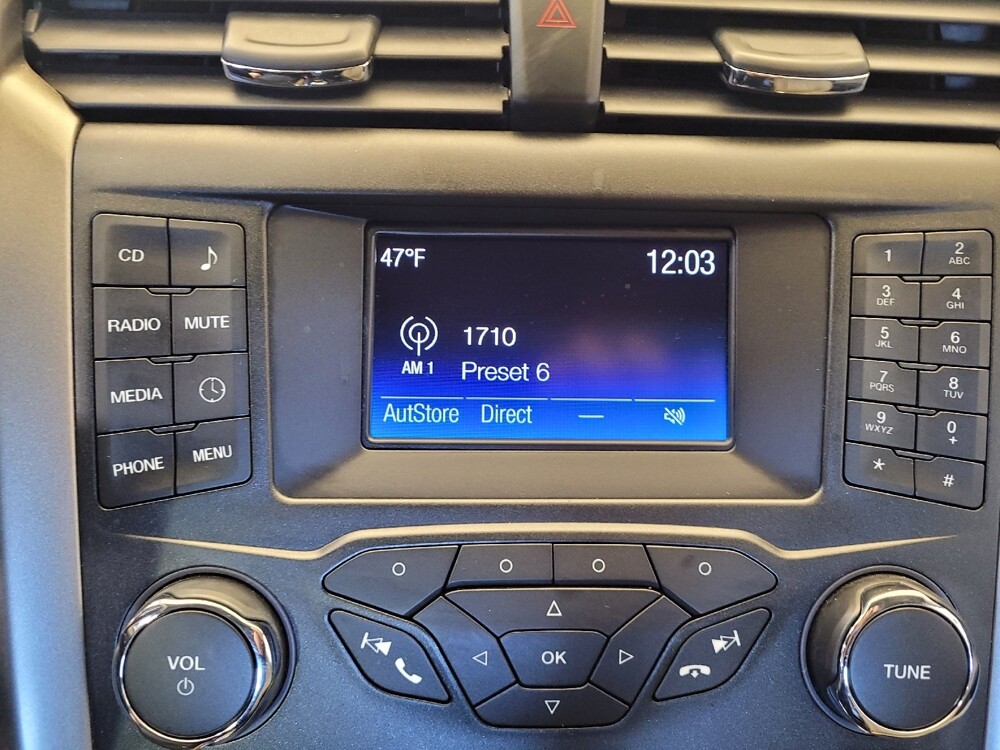 47°F 12:03
1710
AM 1 Preset 6
AutStore Direct —
CD
RADIO MUTE
MEDIA
PHONE MENU
1 2 ABC
3 DEF 4 GHI
5 JKL 6 MNO
7 PQRS 8 TUV
9 WXYZ 0 +
* #
VOL
OK
TUNE